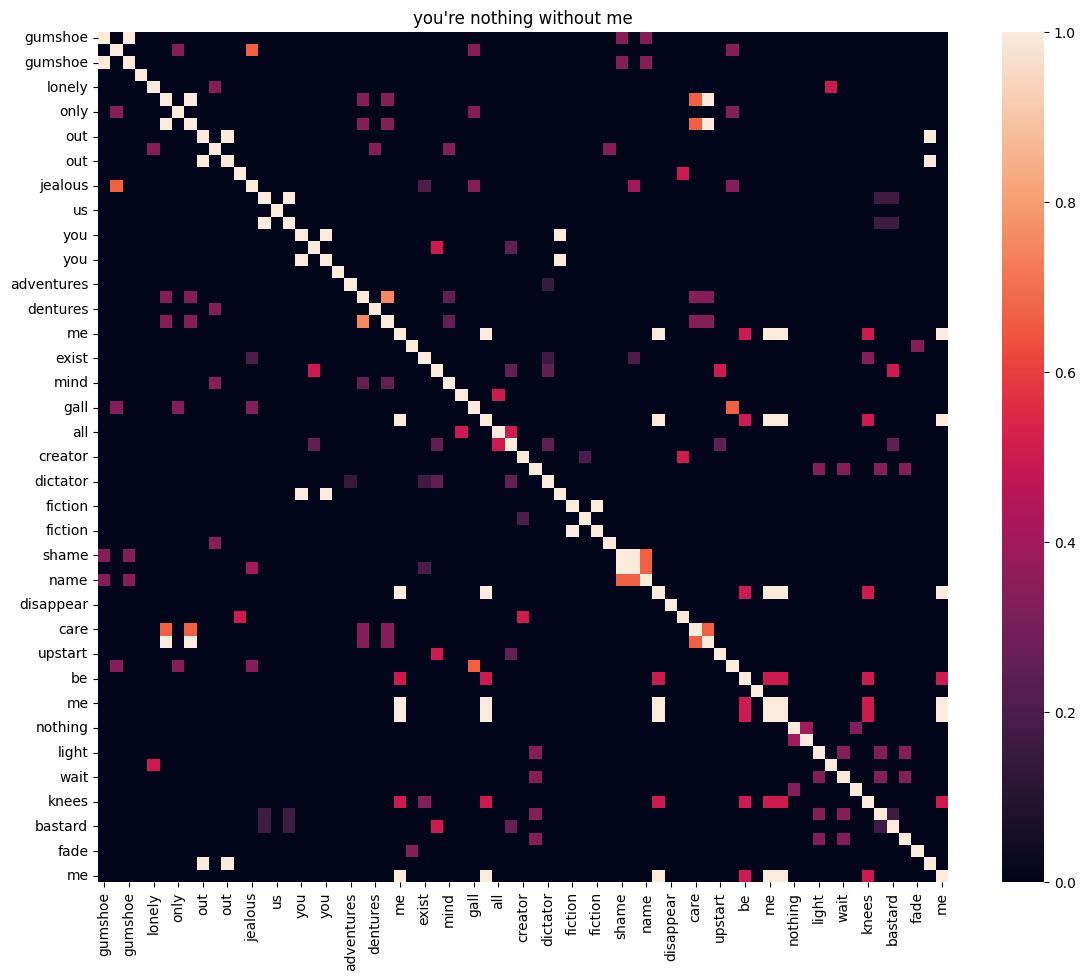 you're nothing without me
gumshoe
gumshoe
lonely
only
out
out
jealous
us
you
you
adventures
dentures
me
exist
mind
gall
all
creator
dictator
fiction
fiction
shame
name
disappear
care
upstart
be
me
nothing
light
wait
knees
bastard
fade
me
gumshoe
gumshoe
lonely
only
out
out
jealous
us
you
you
adventures
dentures
me
exist
mind
gall
all
creator
dictator
fiction
fiction
shame
name
disappear
care
upstart
be
me
nothing
light
wait
knees
bastard
fade
me
1.0
0.8
0.6
0.4
0.2
0.0